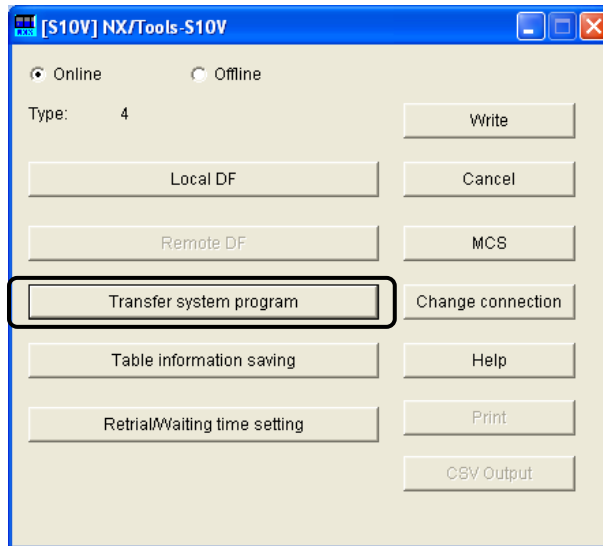 [S10V] NX/Tools-S10V
Online Offline
Type: 4
Write
Local DF
Cancel
Remote DF
MCS
Transfer system program
Change connection
Table information saving
Help
Retrial/Waiting time setting
Print
CSV Output